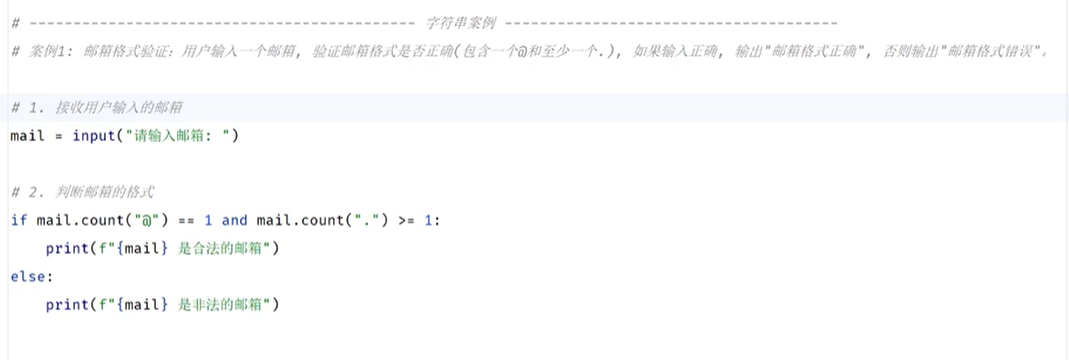 # -------------------------------------------- 字符串案例 --------------------------------------
# 案例1: 邮箱格式验证: 用户输入一个邮箱, 验证邮箱格式是否正确(包含一个@和至少一个.), 如果输入正确, 输出"邮箱格式正确", 否则输出"邮箱格式错误"。
# 1. 接收用户输入的邮箱
mail = input("请输入邮箱: ")
# 2. 判断邮箱的格式
if mail.count("@") == 1 and mail.count(".") >= 1:
    print(f"{mail} 是合法的邮箱")
else:
    print(f"{mail} 是非法的邮箱")